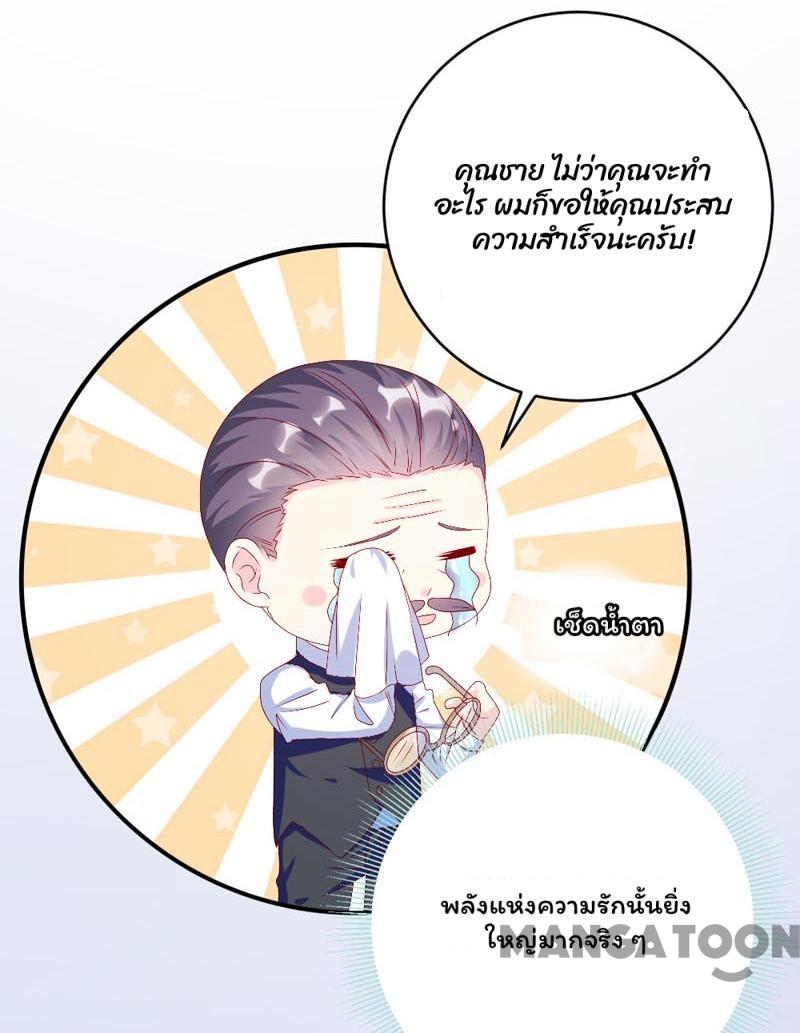 คุณชาย ไม่ว่าคุณจะทำ
อะไร ผมก็ขอให้คุณประสบ
ความสำเร็จนะครับ!
เช็ดน้ำตา
พลังแห่งความรักนั้นยิ่ง
ใหญ่มากจริง ๆ
MANGATOON